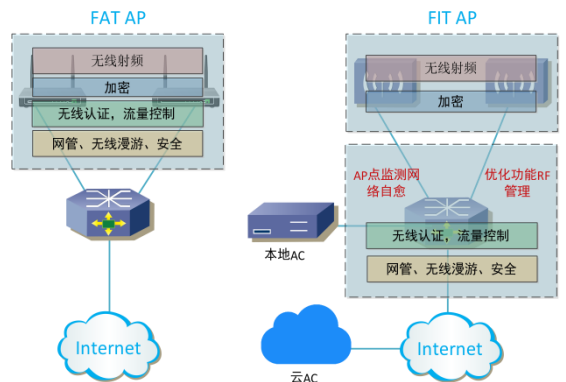 FAT AP
无线射频
加密
无线认证，流量控制
网管、无线漫游、安全
Internet
FIT AP
无线射频
加密
AP点监测网
络自愈
优化功能RF
管理
无线认证，流量控制
网管、无线漫游、安全
本地AC
云AC
Internet